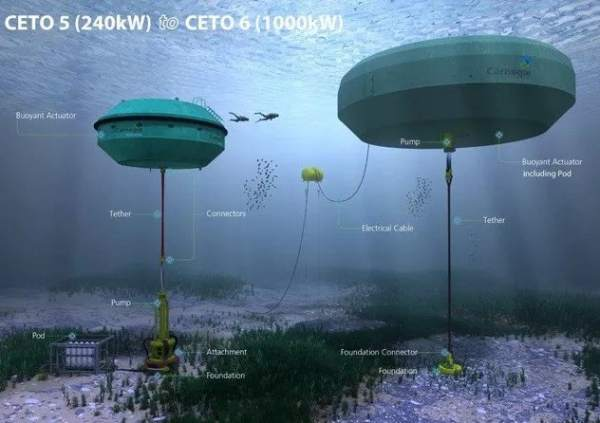 CETO 5 (240kW) to CETO 6 (1000kW)
Buoyant Actuator
Carnegie
Carnegie
Pump
Buoyant Actuator
including Pod
Tether
Connectors
Electrical Cable
Tether
Pump
Pod
Attachment
Foundation
Foundation Connector
Foundation